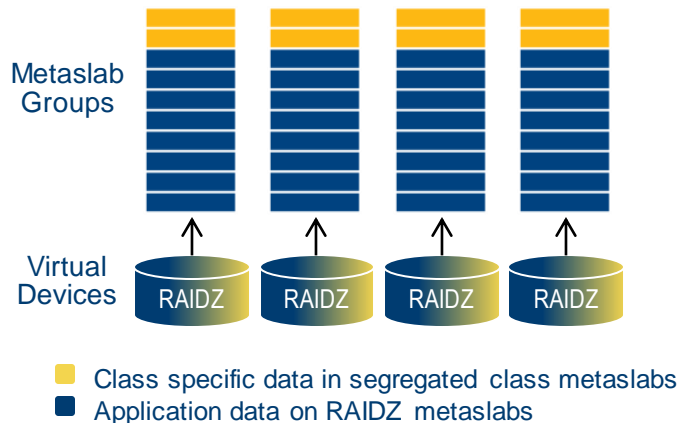 Metaslab
Groups
Virtual
Devices
RAIDZ RAIDZ RAIDZ RAIDZ
Class specific data in segregated class metaslabs
Application data on RAIDZ metaslabs